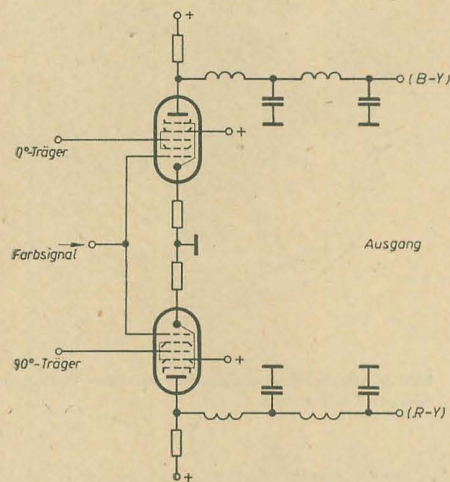 +
(B-Y)
+
0°-Träger
Farbsignal
Ausgang
90°-Träger
+
(R-Y)
+